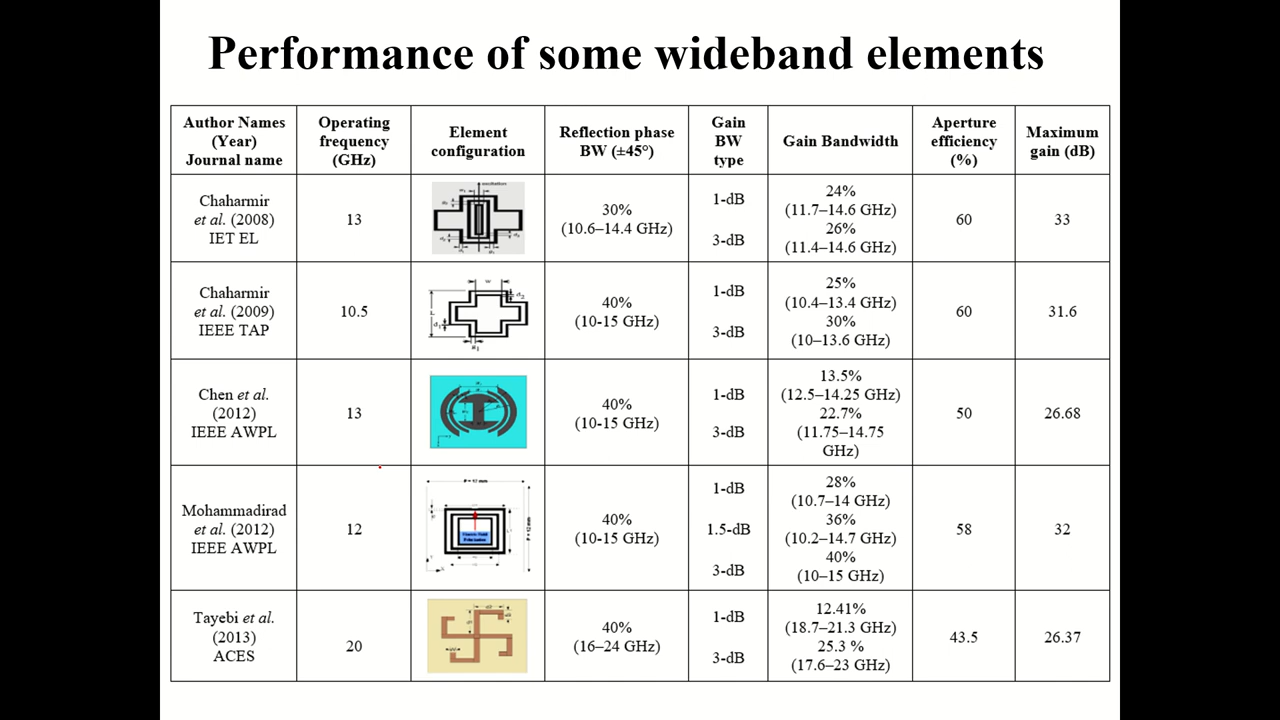 Performance of some wideband elements
Author Names
(Year)
Journal name
Operating
frequency
(GHz)
Element
configuration
Reflection phase
BW (±45°)
Gain
BW
type
Gain Bandwidth
Aperture
efficiency
(%)
Maximum
gain (dB)
Chaharmir
et al. (2008)
IET EL
13
30%
(10.6–14.4 GHz)
1-dB
3-dB
24%
(11.7–14.6 GHz)
26%
(11.4–14.6 GHz)
60
33
Chaharmir
et al. (2009)
IEEE TAP
10.5
40%
(10-15 GHz)
1-dB
3-dB
25%
(10.4–13.4 GHz)
30%
(10–13.6 GHz)
60
31.6
Chen et al.
(2012)
IEEE AWPL
13
40%
(10-15 GHz)
1-dB
3-dB
13.5%
(12.5–14.25 GHz)
22.7%
(11.75–14.75
GHz)
50
26.68
Mohammadirad
et al. (2012)
IEEE AWPL
12
40%
(10-15 GHz)
1-dB
1.5-dB
3-dB
28%
(10.7–14 GHz)
36%
(10.2–14.7 GHz)
40%
(10–15 GHz)
58
32
Tayebi et al.
(2013)
ACES
20
40%
(16–24 GHz)
1-dB
3-dB
12.41%
(18.7–21.3 GHz)
25.3 %
(17.6–23 GHz)
43.5
26.37